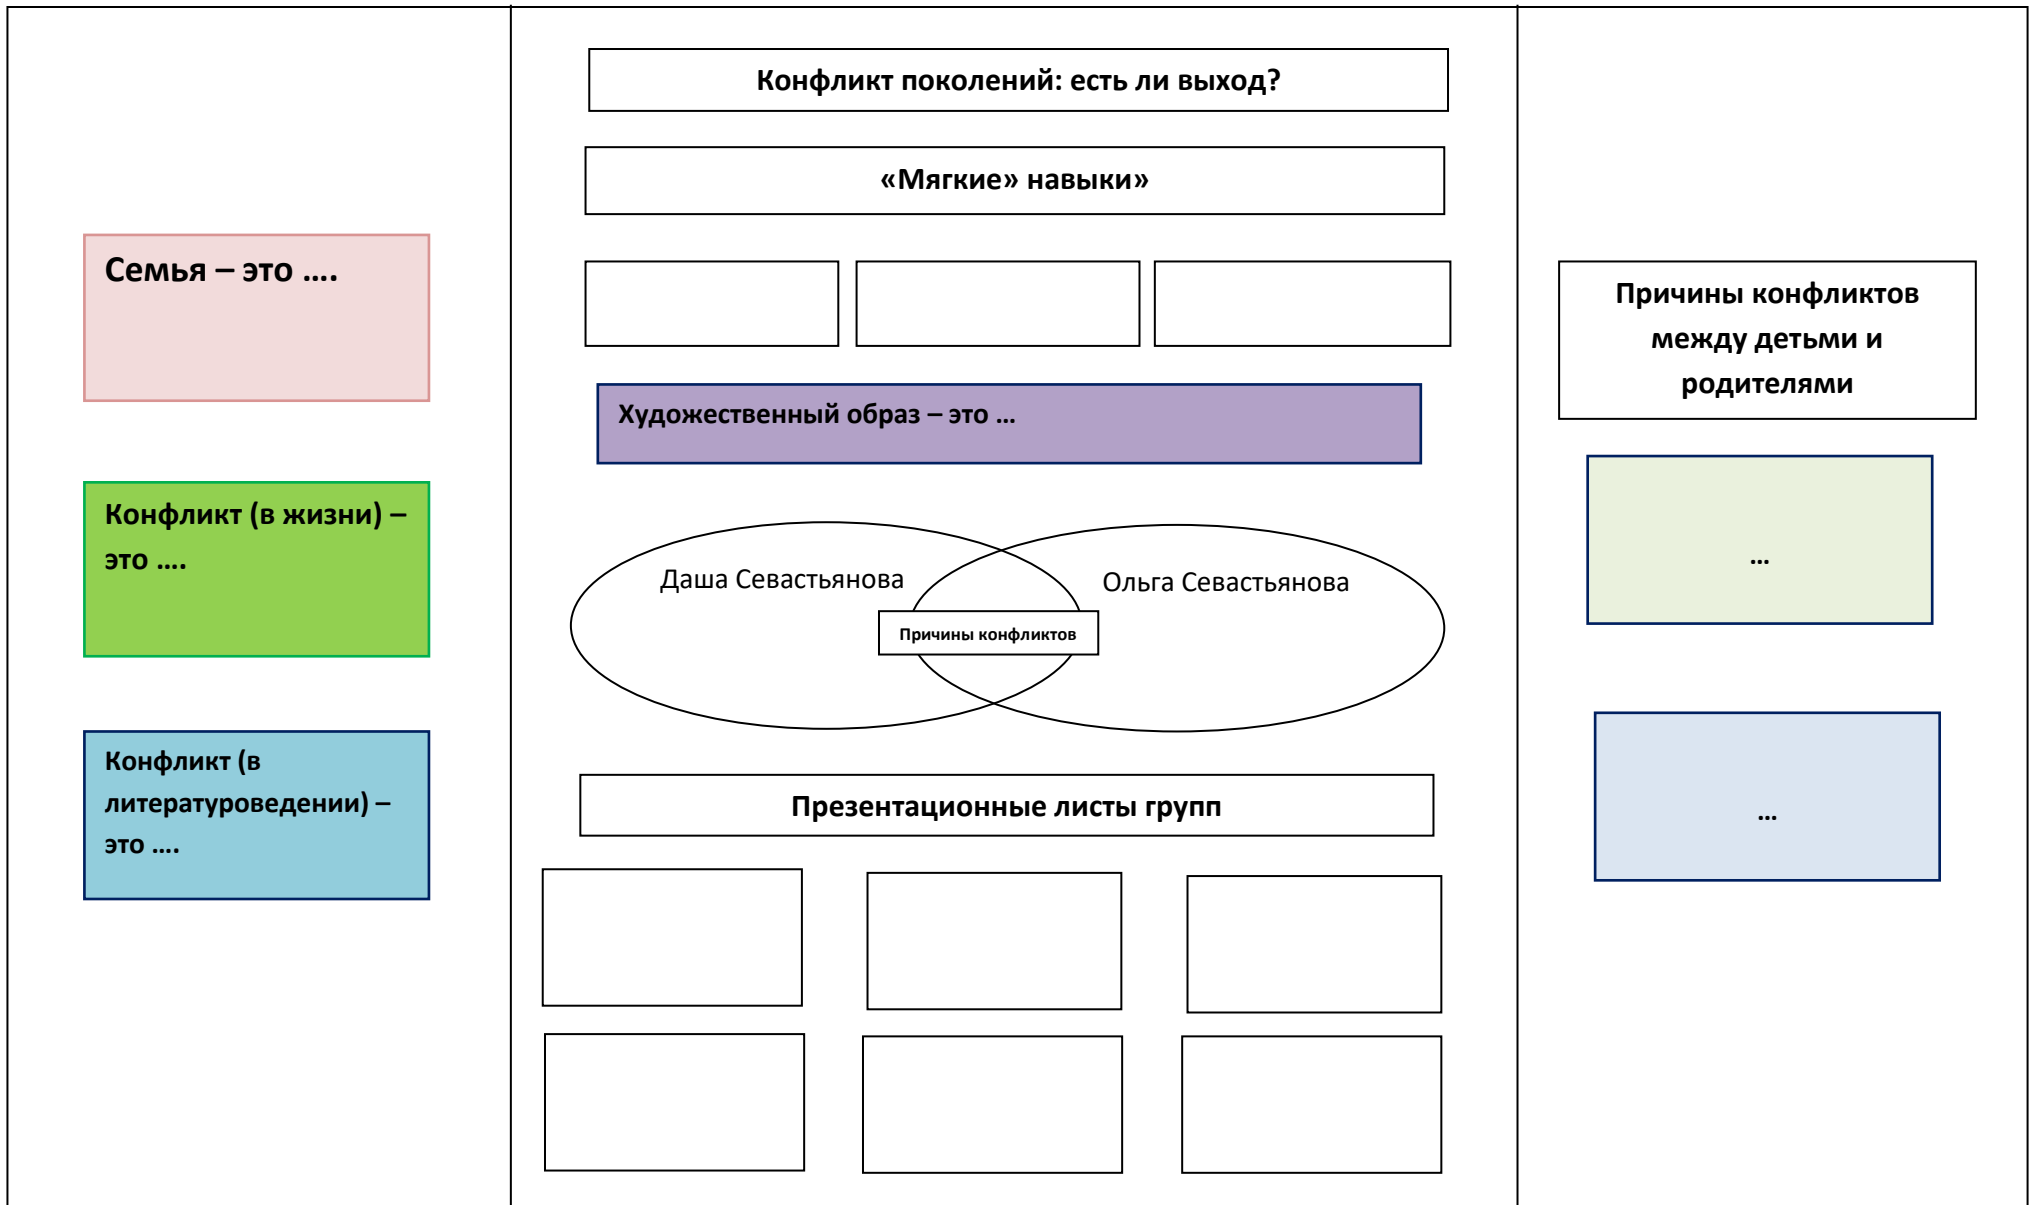 Семья – это ….
Конфликт (в жизни) –
это ….
Конфликт (в
литературоведении) –
это ….
Конфликт поколений: есть ли выход?
«Мягкие» навыки»
Художественный образ – это …
Даша Севастьянова
Ольга Севастьянова
Причины конфликтов
Презентационные листы групп
Причины конфликтов
между детьми и
родителями
…
…